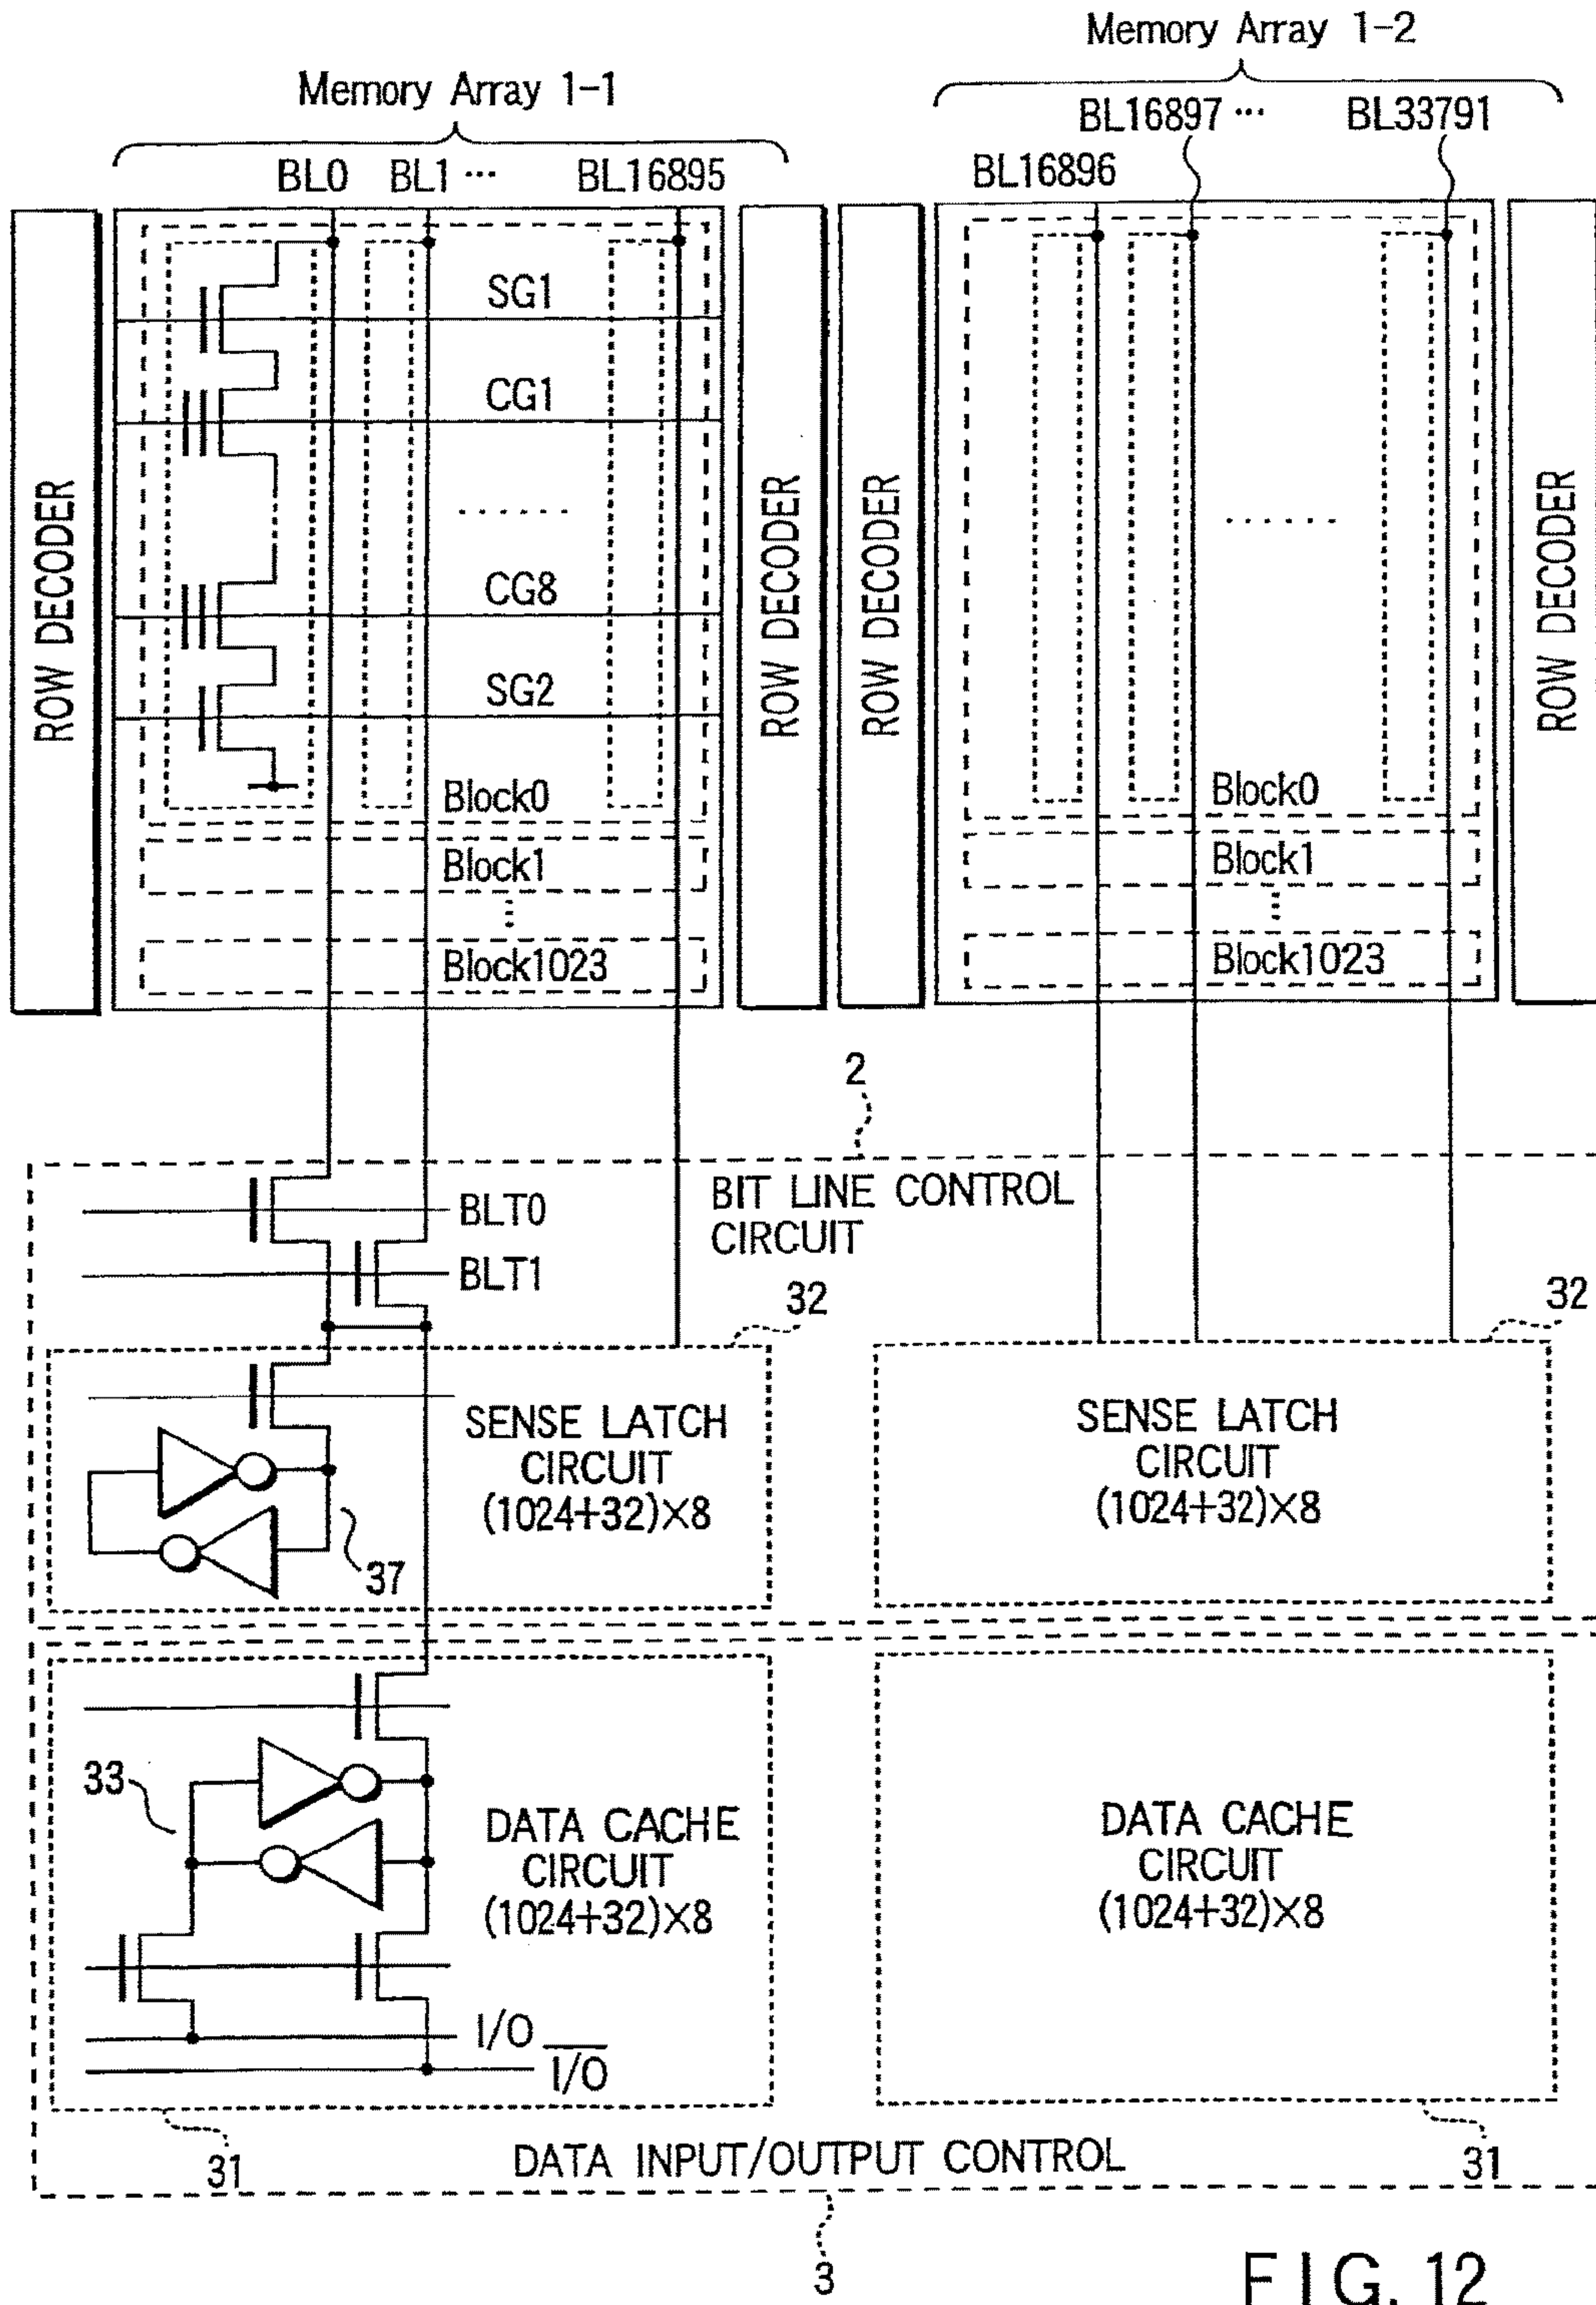 Memory Array 1-1
Memory Array 1-2
BL0
BL1 ...
BL16895
BL16896
BL16897 ...
BL33791
ROW DECODER
SG1
CG1
......
CG8
SG2
Block0
Block1
Block1023
ROW DECODER
ROW DECODER
......
Block0
Block1
Block1023
ROW DECODER
2
BIT LINE CONTROL
CIRCUIT
BLT0
BLT1
32
32
SENSE LATCH
CIRCUIT
(1024+32)×8
37
SENSE LATCH
CIRCUIT
(1024+32)×8
33
DATA CACHE
CIRCUIT
(1024+32)×8
I/O
I/O
DATA CACHE
CIRCUIT
(1024+32)×8
31
DATA INPUT/OUTPUT CONTROL
31
3
FIG. 12